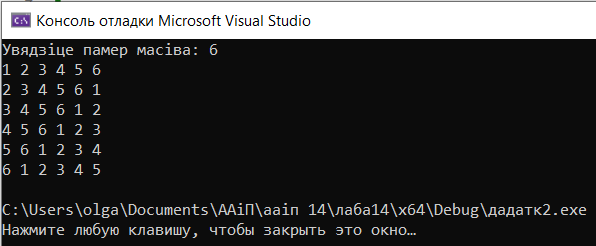 Консоль отладки Microsoft Visual Studio
Увядзіце памер масіва: 6
1 2 3 4 5 6
2 3 4 5 6 1
3 4 5 6 1 2
4 5 6 1 2 3
5 6 1 2 3 4
6 1 2 3 4 5
C:\Users\olga\Documents\ААіП\ааіп 14\лаба14\x64\Debug\дадатк2.exe
Нажмите любую клавишу, чтобы закрыть это окно…